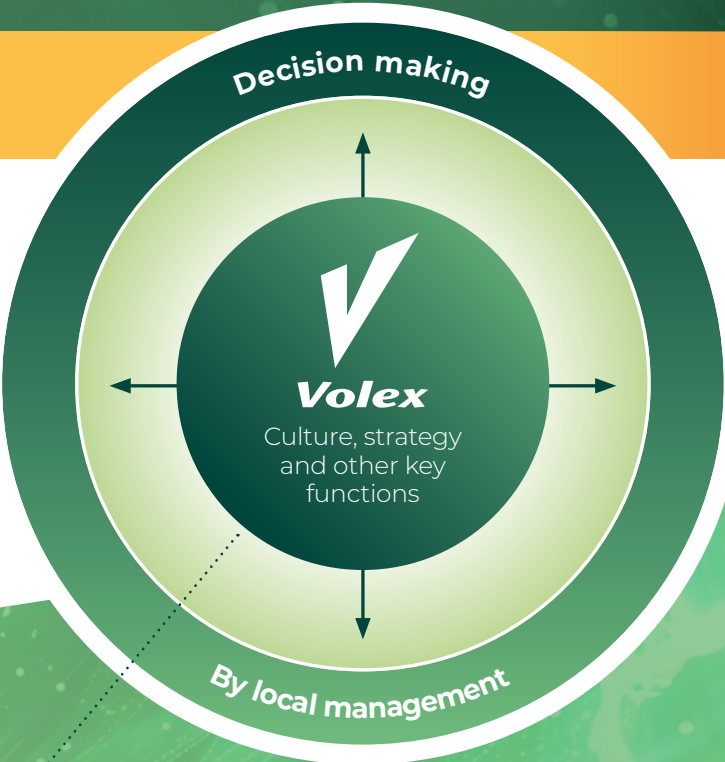 Decision making
Volex
Culture, strategy
and other key
functions
By local management